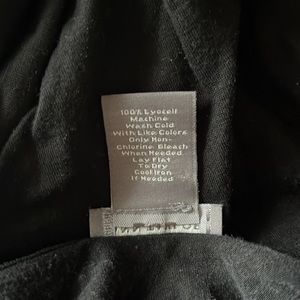 100% Lyocell
Machine
Wash Cold
With Like Colors
Only Non-
Chlorine Bleach
When Needed
Lay Flat
To Dry
Cool Iron
If Needed